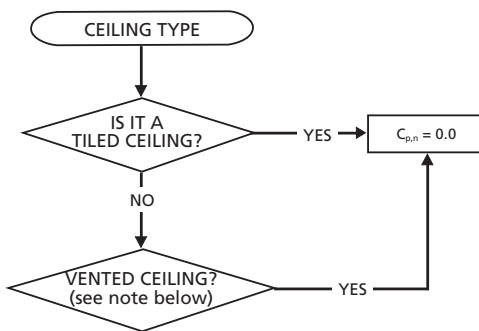 CEILING TYPE
IS IT A
TILED CEILING?
YES
Cp,n = 0.0
NO
VENTED CEILING?
(see note below)
YES